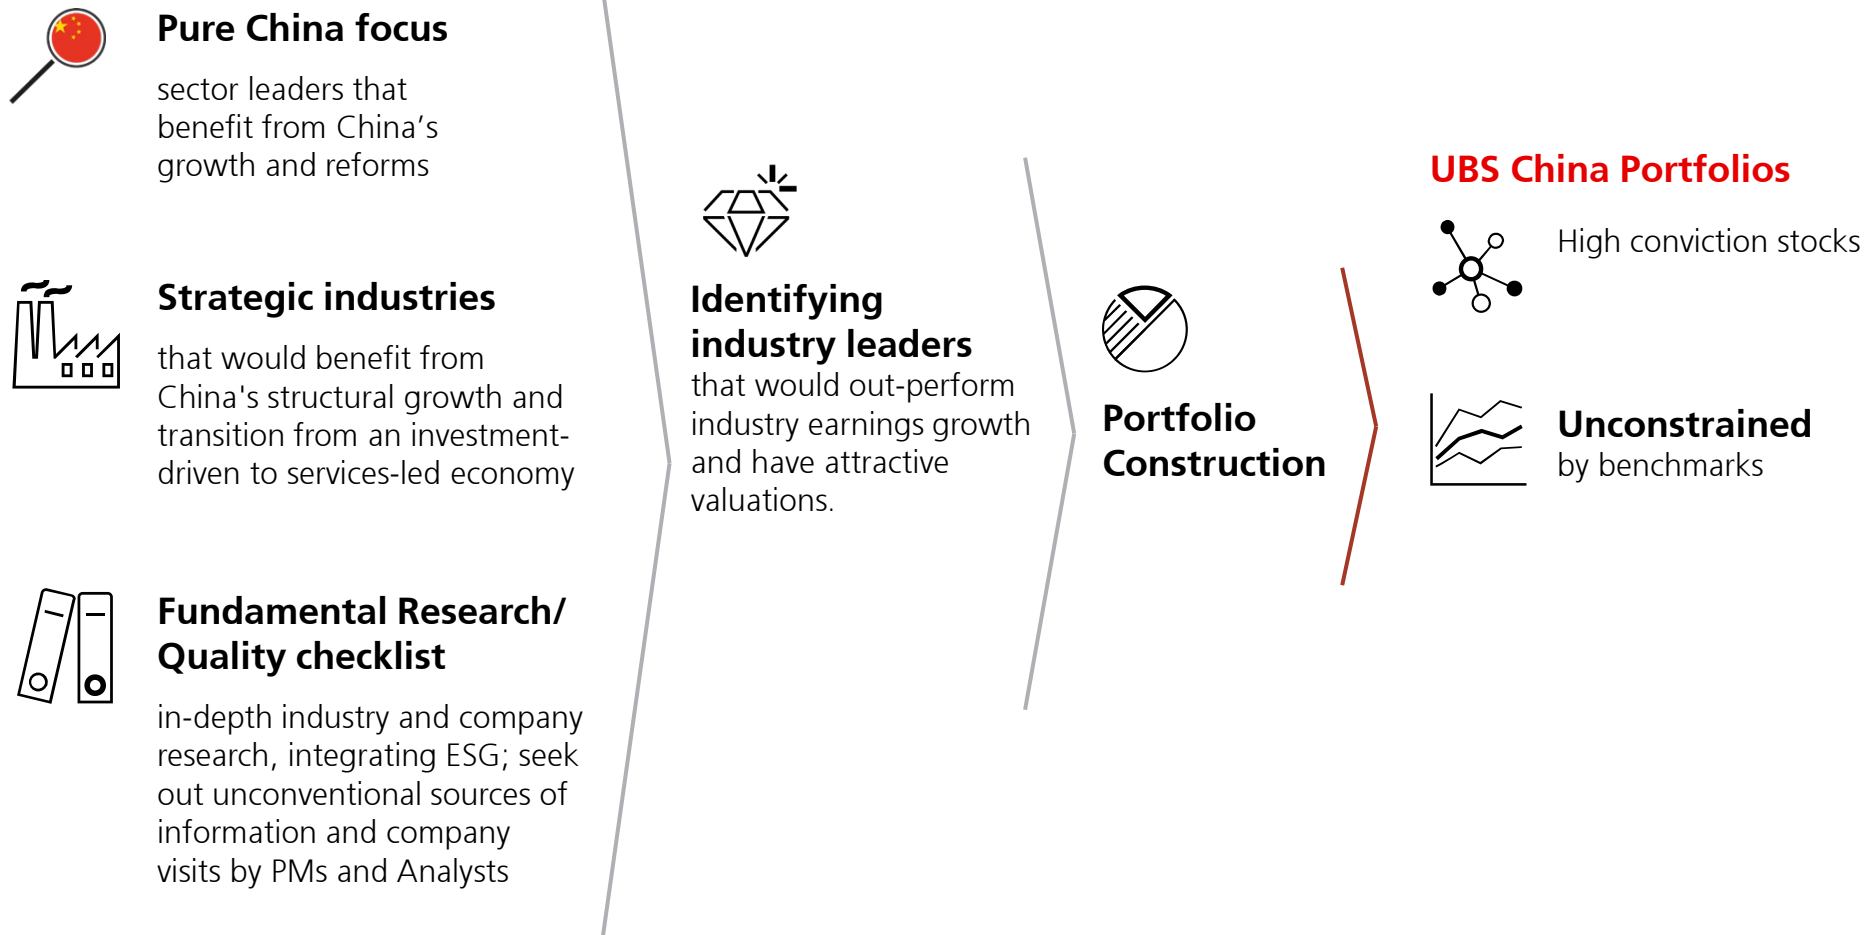 Pure China focus
sector leaders that
benefit from China’s
growth and reforms
Strategic industries
that would benefit from
China's structural growth and
transition from an investment-
driven to services-led economy
Fundamental Research/
Quality checklist
in-depth industry and company
research, integrating ESG; seek
out unconventional sources of
information and company
visits by PMs and Analysts
Identifying
industry leaders
that would out-perform
industry earnings growth
and have attractive
valuations.
Portfolio
Construction
UBS China Portfolios
High conviction stocks
Unconstrained
by benchmarks